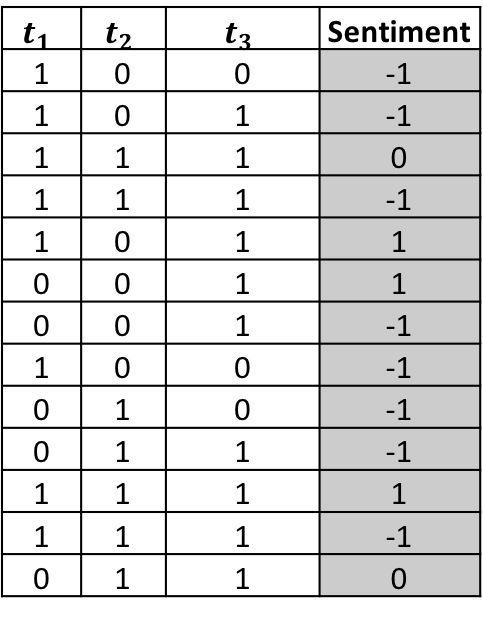 t₁ t₂ t₃ Sentiment
1 0 0 -1
1 0 1 -1
1 1 1 0
1 1 1 -1
1 0 1 1
0 0 1 1
0 0 1 -1
1 0 0 -1
0 1 0 -1
0 1 1 -1
1 1 1 1
1 1 1 -1
0 1 1 0